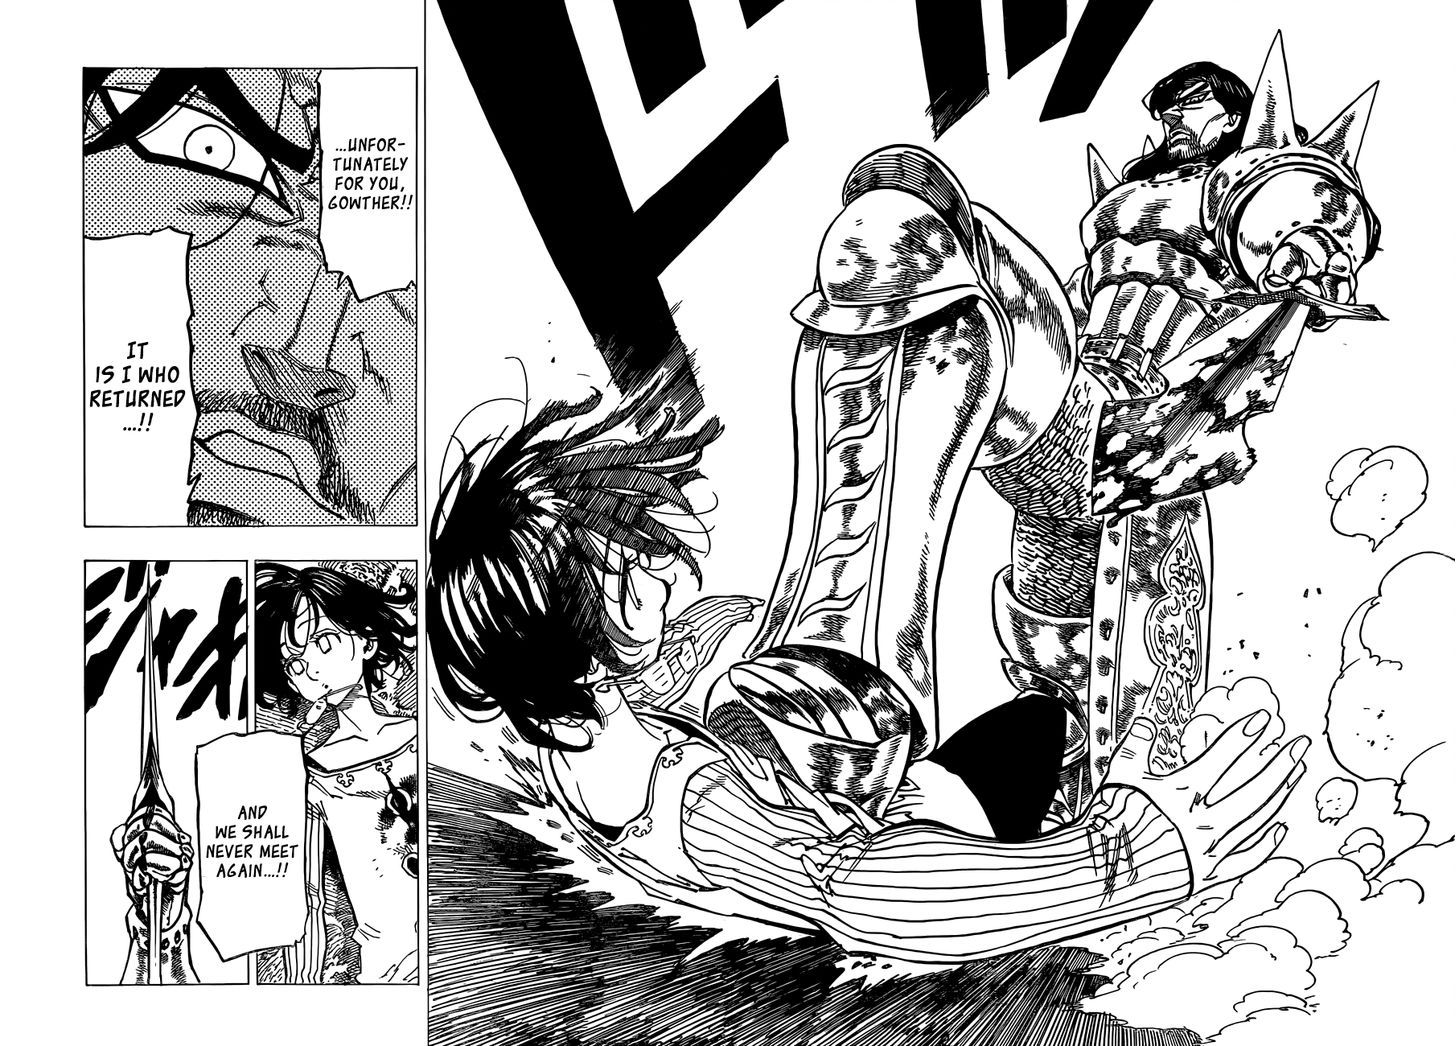 ...UNFOR-
TUNATELY
FOR YOU,
GOWTHER!!
IT
IS I WHO
RETURNED
...!!
AND
WE SHALL
NEVER MEET
AGAIN...!!